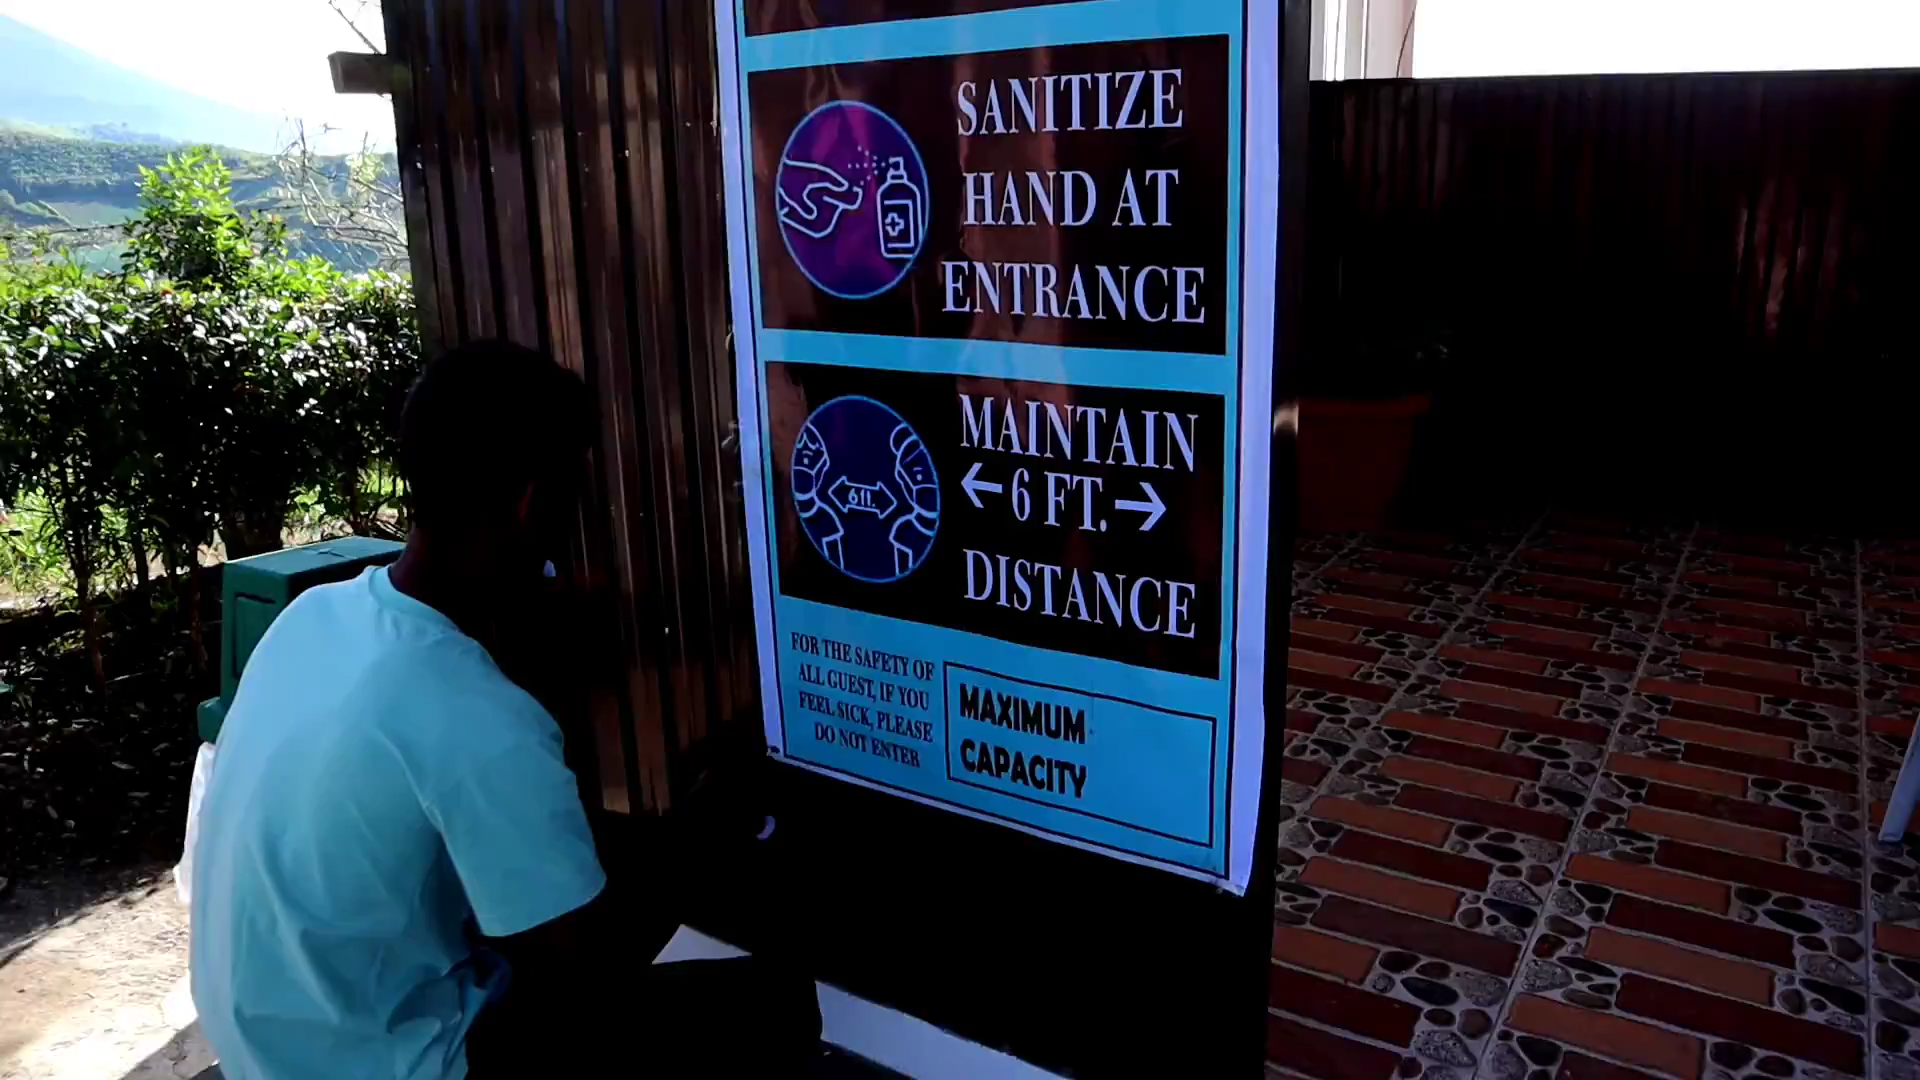 SANITIZE
HAND AT
ENTRANCE
6ft.
MAINTAIN
←6 FT.→
DISTANCE
FOR THE SAFETY OF
ALL GUEST, IF YOU
FEEL SICK, PLEASE
DO NOT ENTER
MAXIMUM
CAPACITY